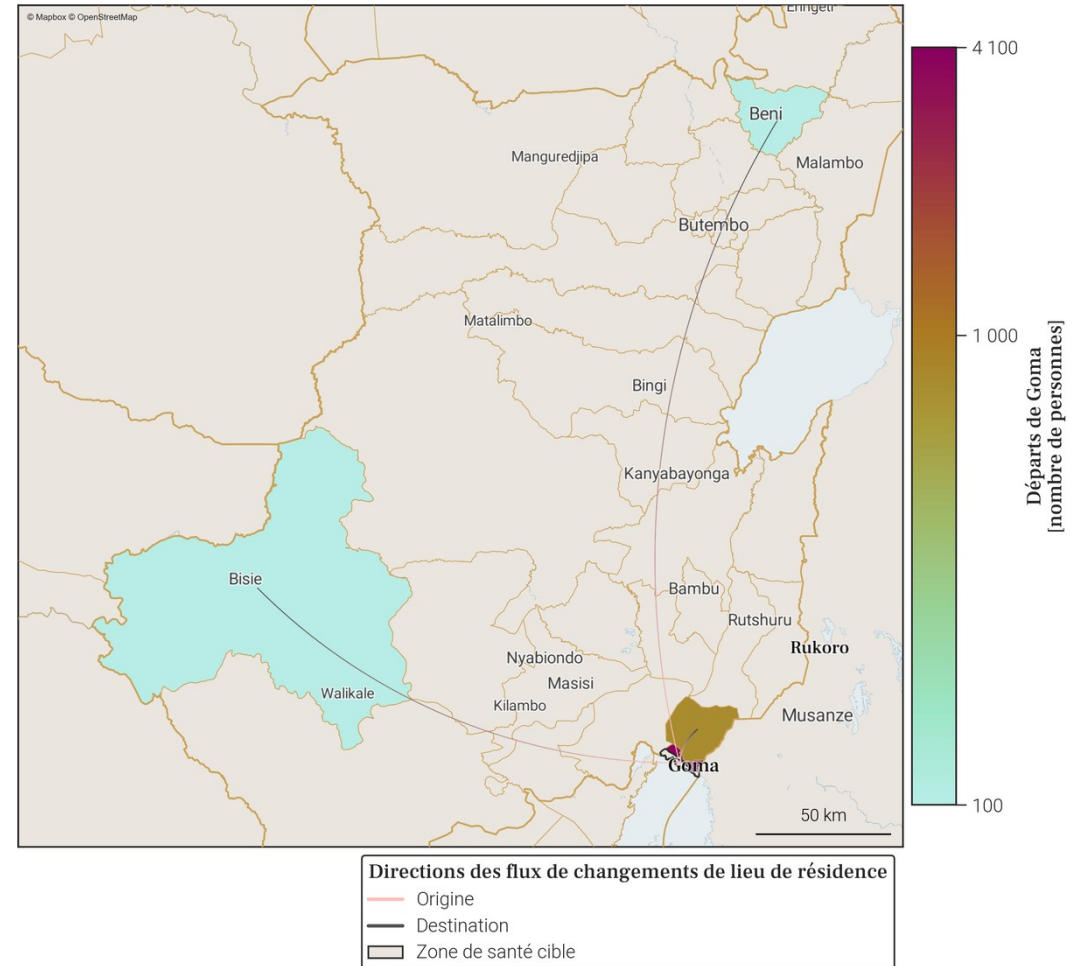 © Mapbox © OpenStreetMap
Eringeti
Beni
Manguredjipa
Malambo
Butembo
Matalimbo
Bingi
Kanyabayonga
Bisie
Bambu
Rutshuru
Rukoro
Nyabiondo
Masisi
Walikale
Kilambo
Musanze
Goma
50 km
4 100
1 000
100
Départs de Goma
[nombre de personnes]
Directions des flux de changements de lieu de résidence
Origine
Destination
Zone de santé cible